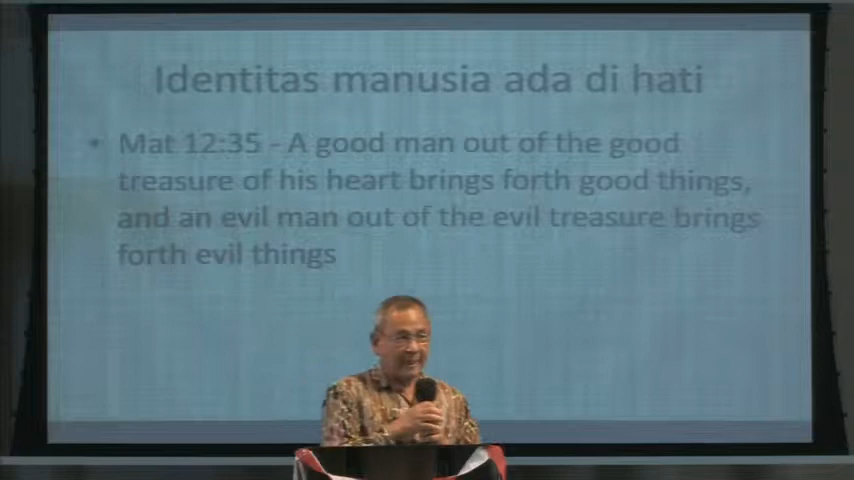 Identitas manusia ada di hati
• Mat 12:35 - A good man out of the good
treasure of his heart brings forth good things,
and an evil man out of the evil treasure brings
forth evil things